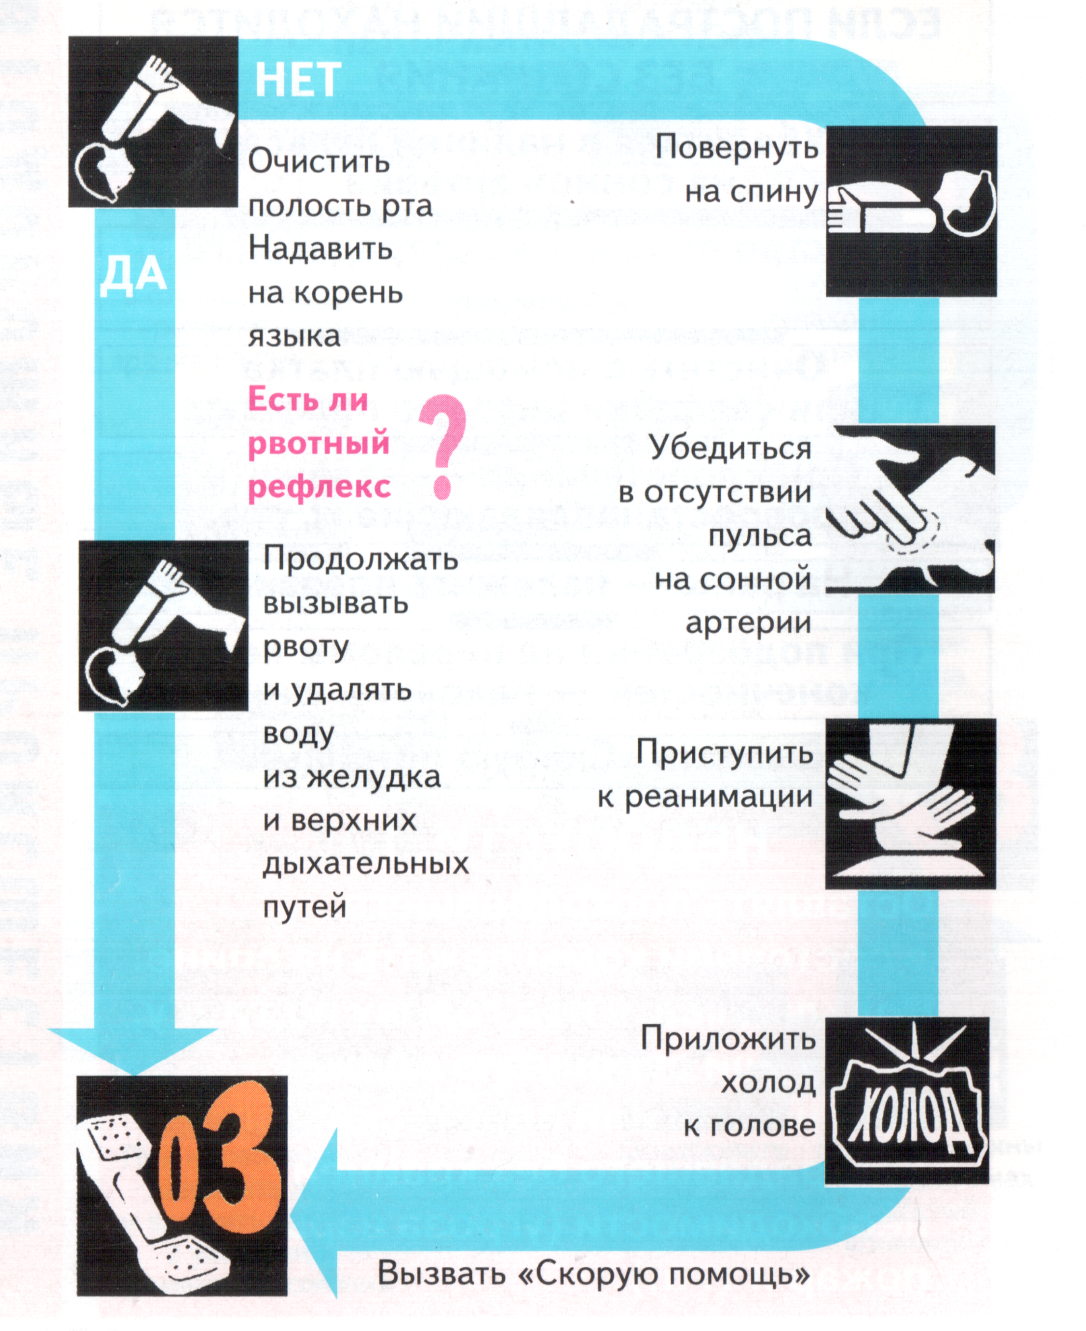 НЕТ
Очистить
полость рта
Надавить
на корень
языка
ДА
Есть ли
рвотный
рефлекс
?
Продолжать
вызывать
рвоту
и удалять
воду
из желудка
и верхних
дыхательных
путей
Повернуть
на спину
Убедиться
в отсутствии
пульса
на сонной
артерии
Приступить
к реанимации
Приложить
холод
к голове
ХОЛОД
03
Вызвать «Скорую помощь»